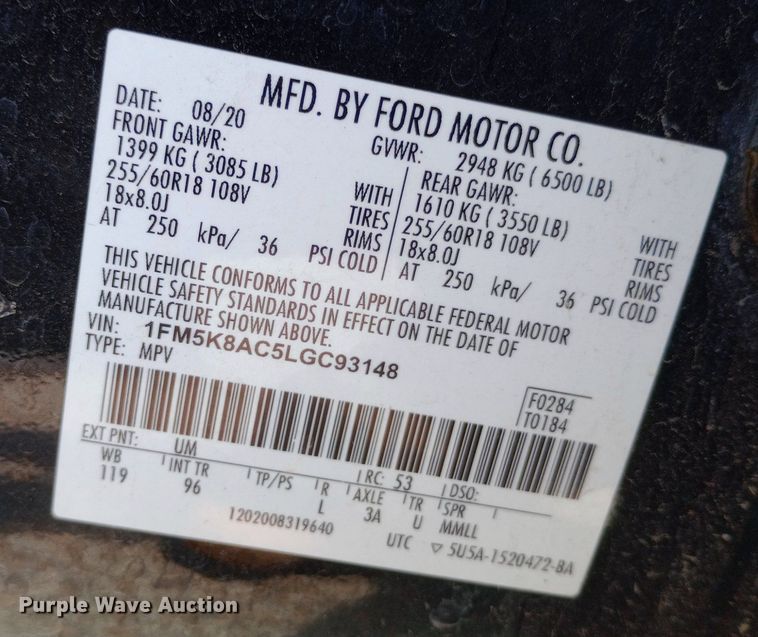 MFD. BY FORD MOTOR CO.
DATE: 08/20 GVWR: 2948 KG ( 6500 LB)
FRONT GAWR: REAR GAWR:
1399 KG ( 3085 LB) WITH 1610 KG ( 3550 LB) WITH
255/60R18 108V TIRES 255/60R18 108V TIRES
18x8.0J RIMS 18x8.0J RIMS
AT 250 kPa/ 36 PSI COLD AT 250 kPa/ 36 PSI COLD
THIS VEHICLE CONFORMS TO ALL APPLICABLE FEDERAL MOTOR
VEHICLE SAFETY STANDARDS IN EFFECT ON THE DATE OF
MANUFACTURE SHOWN ABOVE.
VIN: 1FM5K8AC5LGC93148
TYPE: MPV
F0284
T0184
EXT PNT: UM RC: 53 DSO:
WB INT TR TP/PS R AXLE TR SPR
119 96 L 3A U MMLL
1202008319640 UTC ▽ 5U5A-1520472-BA
Purple Wave Auction